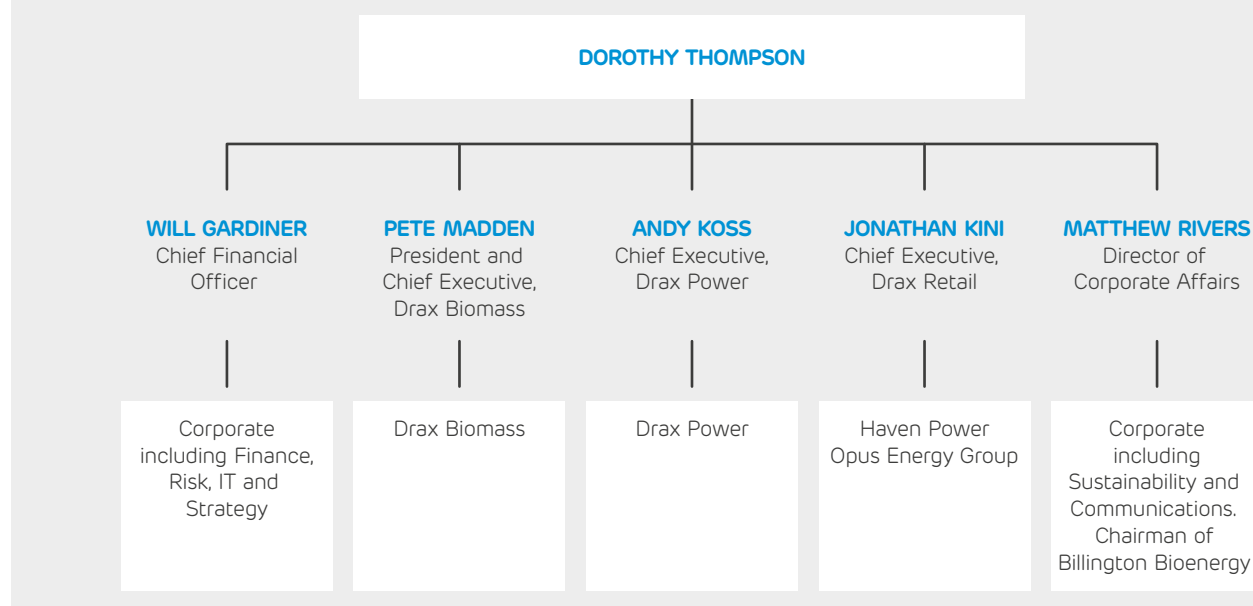 DOROTHY THOMPSON
WILL GARDINER
Chief Financial
Officer
PETE MADDEN
President and
Chief Executive,
Drax Biomass
ANDY KOSS
Chief Executive,
Drax Power
JONATHAN KINI
Chief Executive,
Drax Retail
MATTHEW RIVERS
Director of
Corporate Affairs
Corporate
including Finance,
Risk, IT and
Strategy
Drax Biomass
Drax Power
Haven Power
Opus Energy Group
Corporate
including
Sustainability and
Communications.
Chairman of
Billington Bioenergy